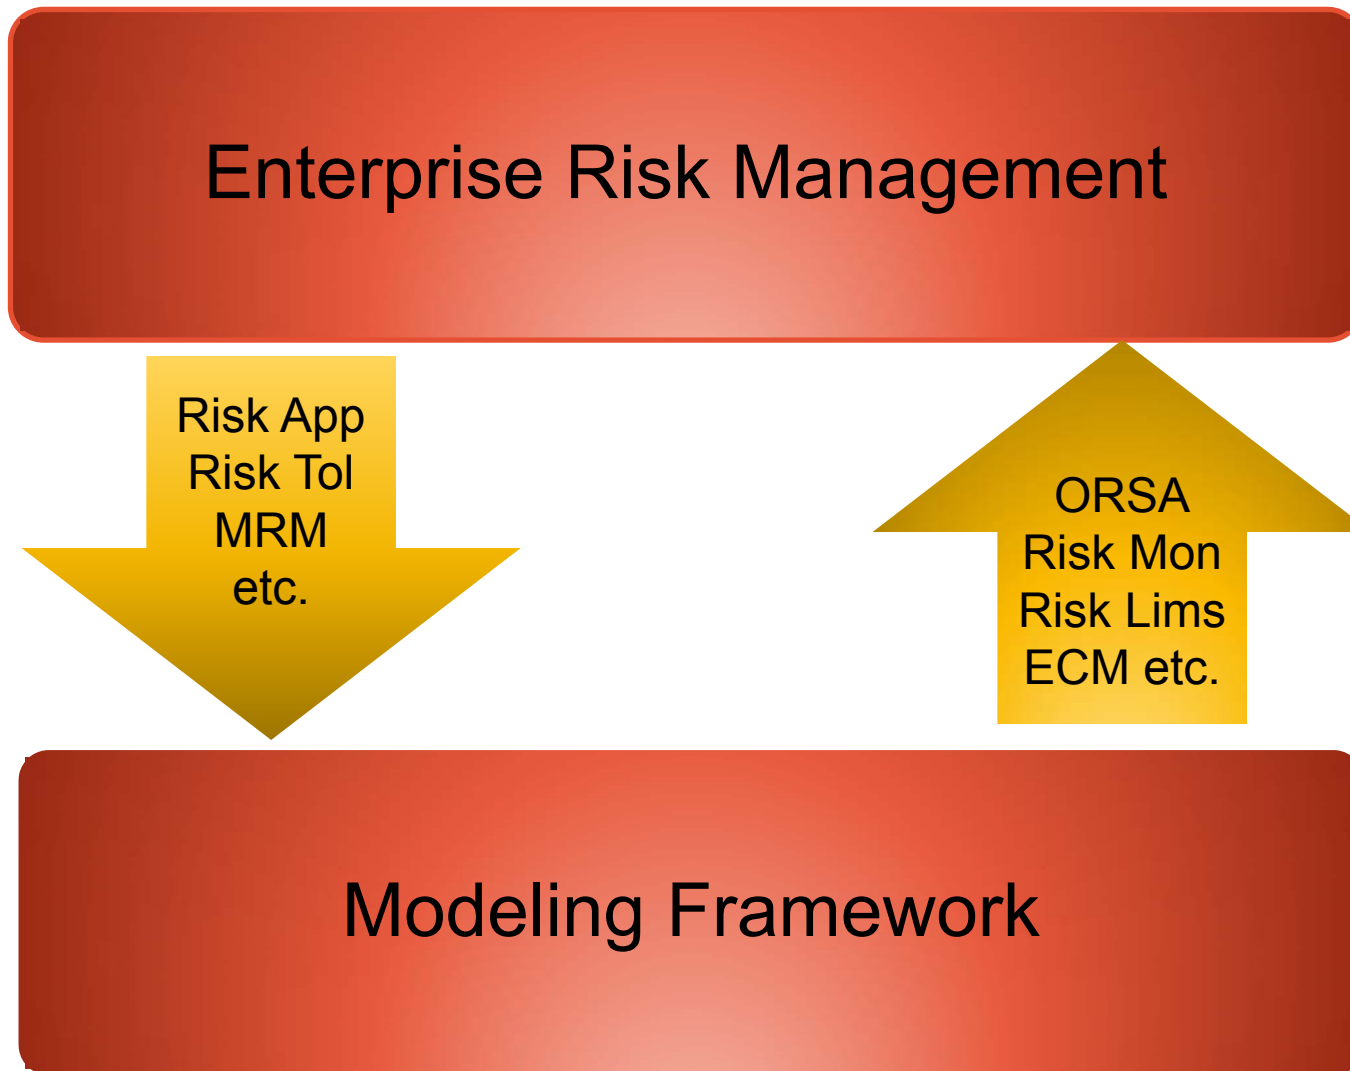 Enterprise Risk Management
Risk App
Risk Tol
MRM
etc.
ORSA
Risk Mon
Risk Lims
ECM etc.
Modeling Framework